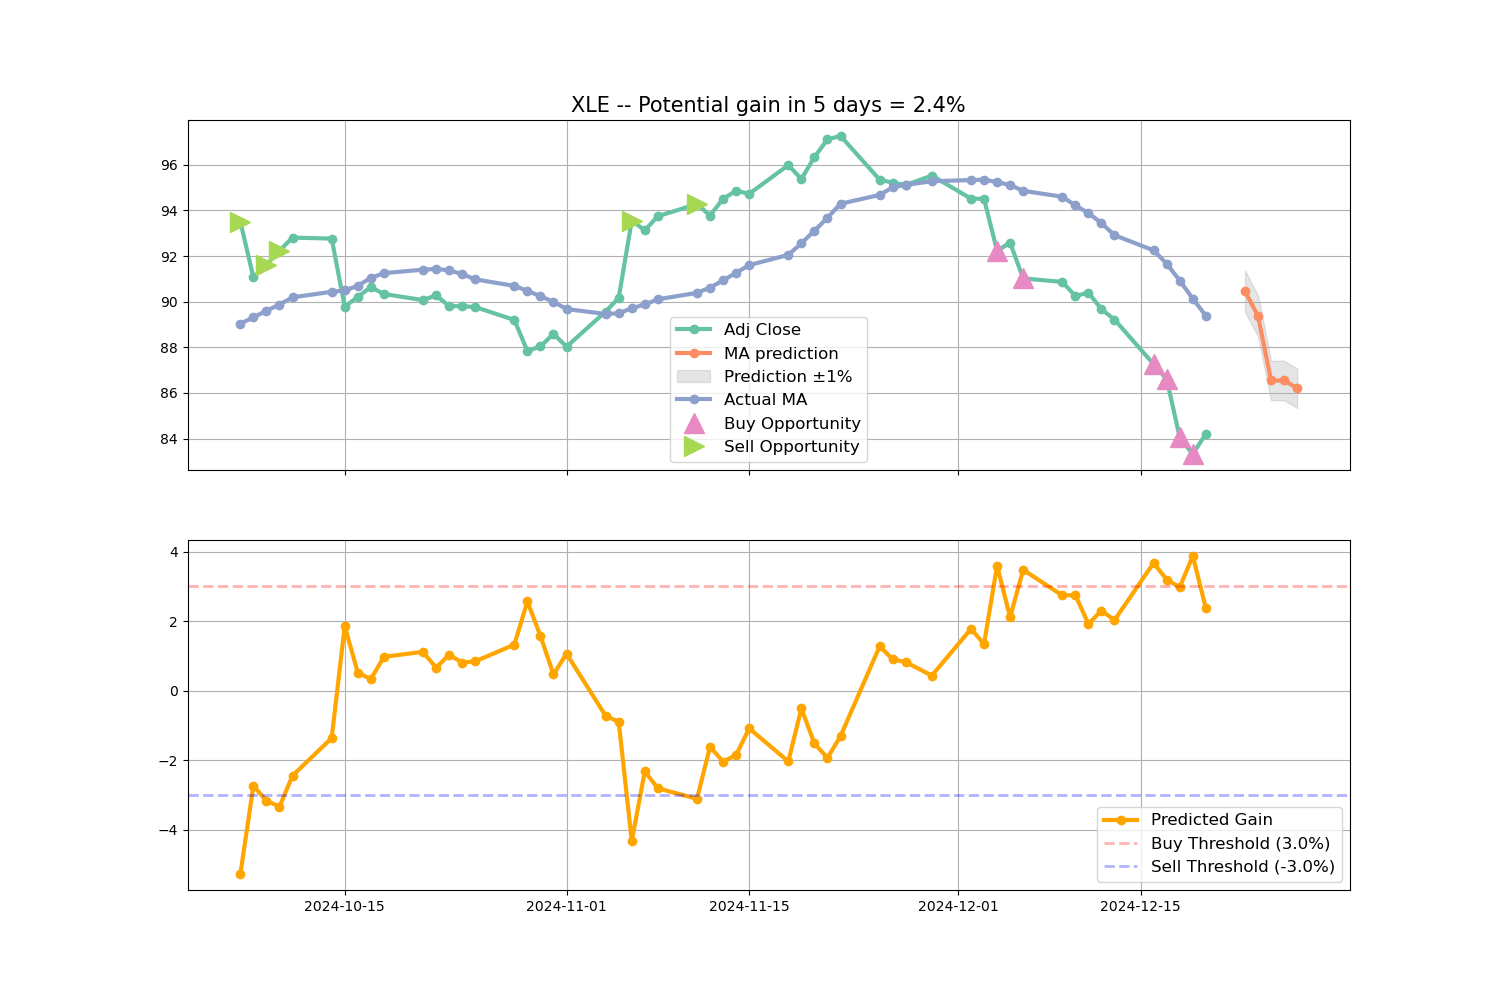 XLE -- Potential gain in 5 days = 2.4%
96
94
92
90
88
86
84
Adj Close
MA prediction
Prediction ±1%
Actual MA
Buy Opportunity
Sell Opportunity
4
2
0
−2
−4
Predicted Gain
Buy Threshold (3.0%)
Sell Threshold (-3.0%)
2024-10-15
2024-11-01
2024-11-15
2024-12-01
2024-12-15